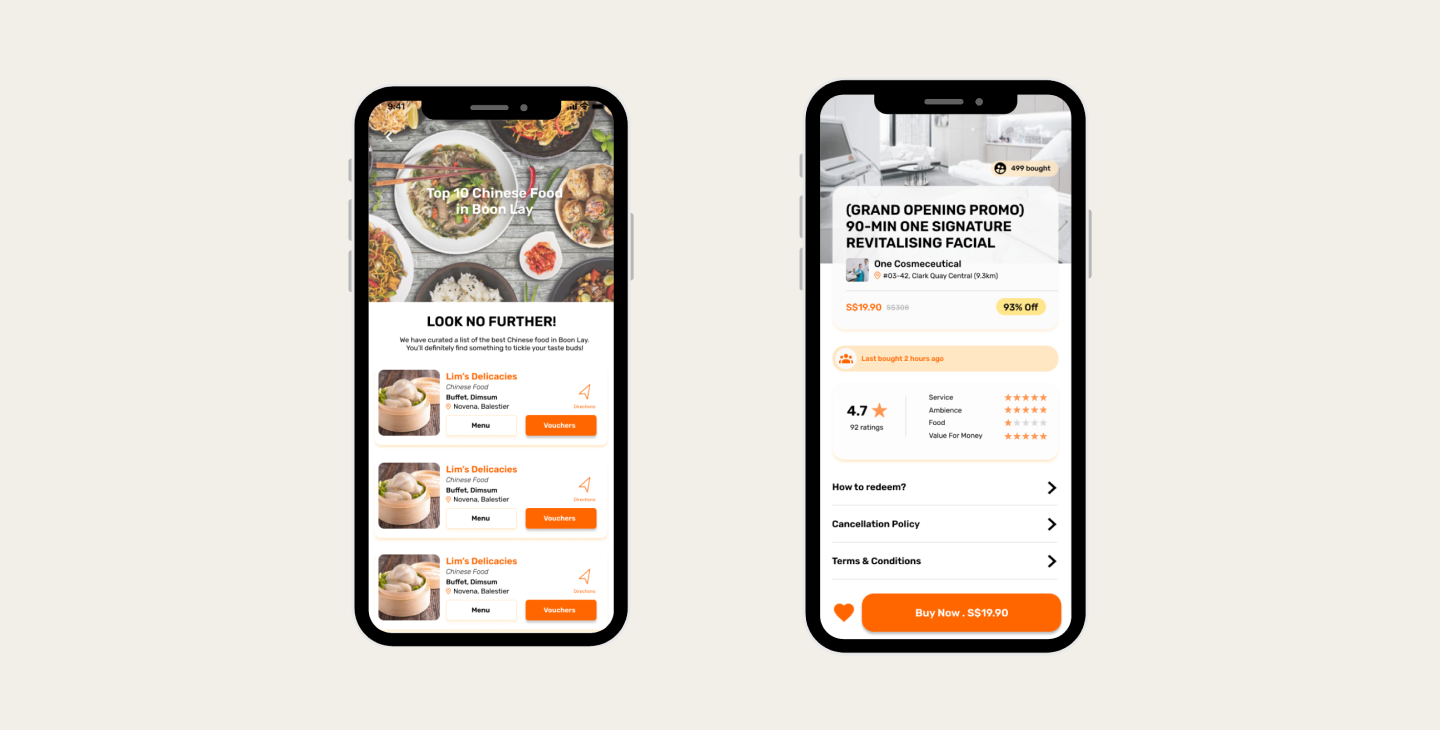 9:41
Top 10 Chinese Food
in Boon Lay
LOOK NO FURTHER!
We have curated a list of the best Chinese food in Boon Lay.
You'll definitely find something to tickle your taste buds!
Lim's Delicacies
Chinese Food
Buffet, Dimsum
Novena, Balestier
Directions
Menu
Vouchers
Lim's Delicacies
Chinese Food
Buffet, Dimsum
Novena, Balestier
Directions
Menu
Vouchers
Lim's Delicacies
Chinese Food
Buffet, Dimsum
Novena, Balestier
Directions
Menu
Vouchers
499 bought
(GRAND OPENING PROMO)
90-MIN ONE SIGNATURE
REVITALISING FACIAL
One Cosmeceutical
#03-42, Clark Quay Central (9.3km)
S$19.90 S$308 93% Off
Last bought 2 hours ago
4.7
92 ratings
Service
Ambience
Food
Value For Money
How to redeem?
Cancellation Policy
Terms & Conditions
Buy Now . S$19.90